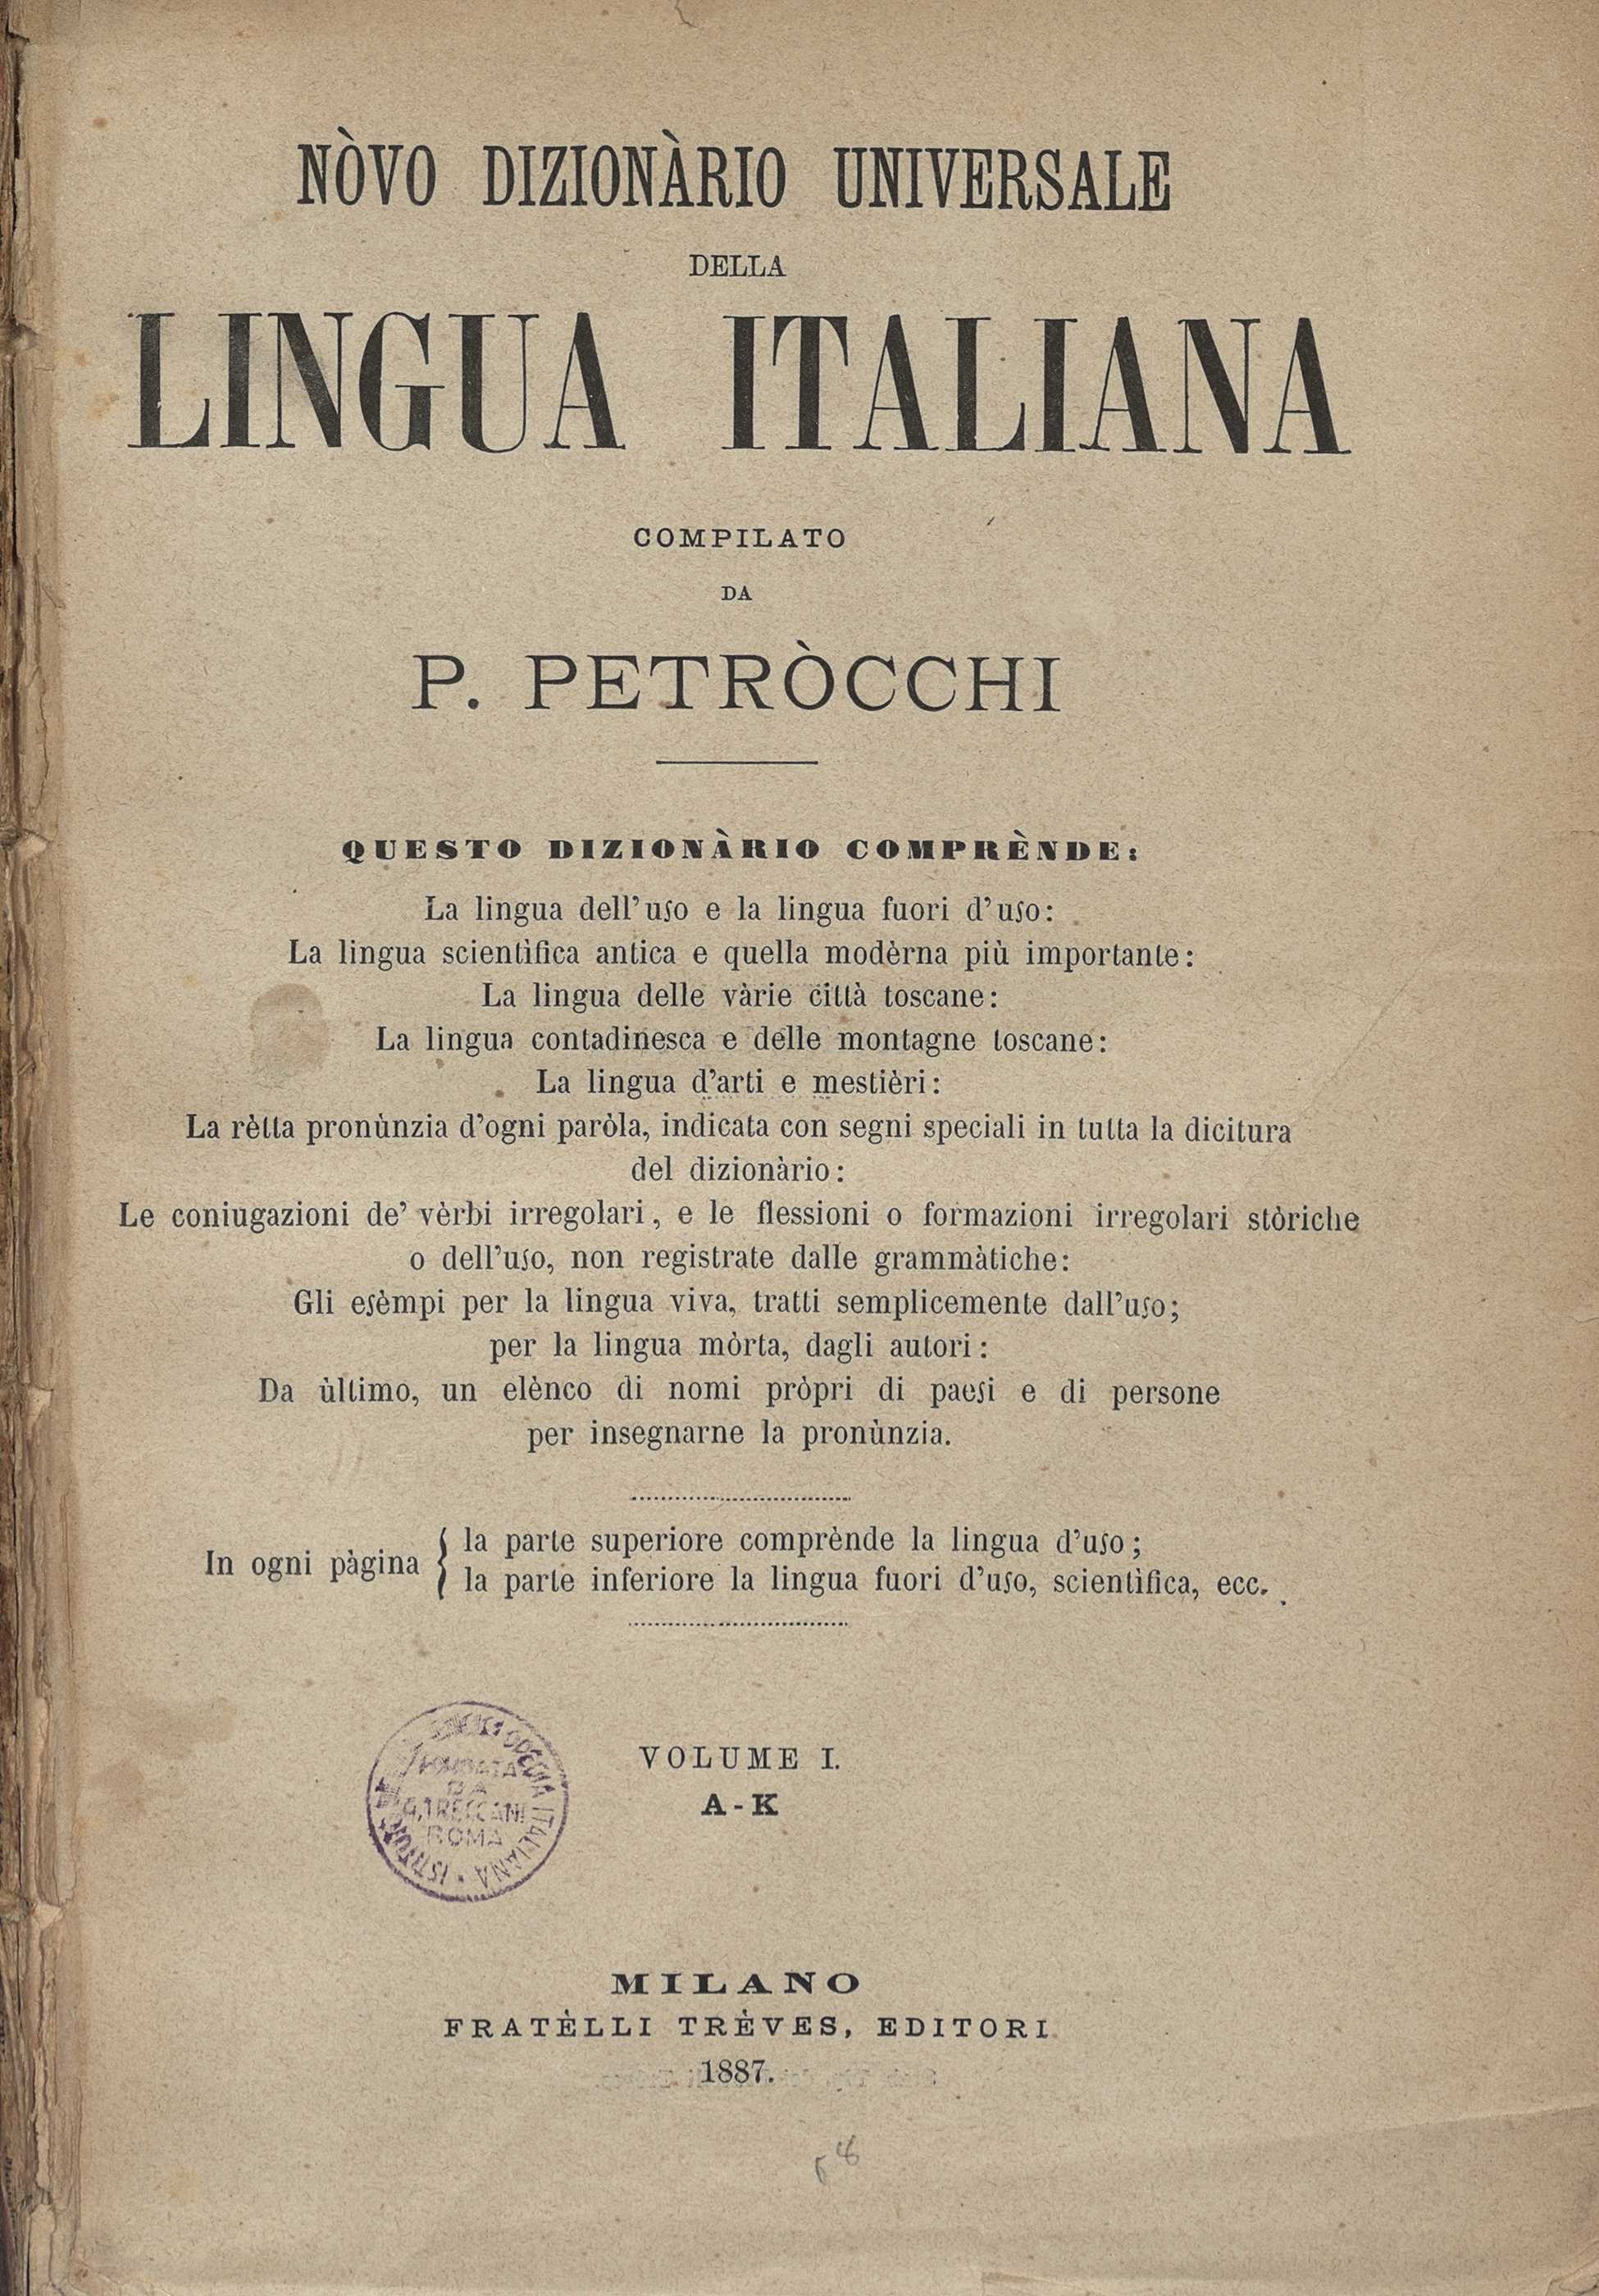 NÒVO DIZIONÀRIO UNIVERSALE
DELLA
LINGUA ITALIANA
COMPILATO
DA
P. PETRÒCCHI
QUESTO DIZIONÀRIO COMPRÈNDE:
La lingua dell'uſo e la lingua fuori d'uſo:
La lingua scientìfica antica e quella modèrna più importante:
La lingua delle vàrie città toscane:
La lingua contadinesca e delle montagne toscane:
La lingua d'arti e mestièri:
La rètta pronùnzia d'ogni paròla, indicata con segni speciali in tutta la dicitura
del dizionàrio:
Le coniugazioni de' vèrbi irregolari, e le flessioni o formazioni irregolari stòriche
o dell'uſo, non registrate dalle grammàtiche:
Gli eſèmpi per la lingua viva, tratti semplicemente dall'uſo;
per la lingua mòrta, dagli autori:
Da ùltimo, un elènco di nomi pròpri di paeſi e di persone
per insegnarne la pronùnzia.
In ogni pàgina { la parte superiore comprènde la lingua d'uſo;
la parte inferiore la lingua fuori d'uſo, scientìfica, ecc.
VOLUME I.
A-K
FONDATA
DA
G. TRECCANI
ROMA
ITALIANA
MILANO
FRATÈLLI TRÈVES, EDITORI
1887.